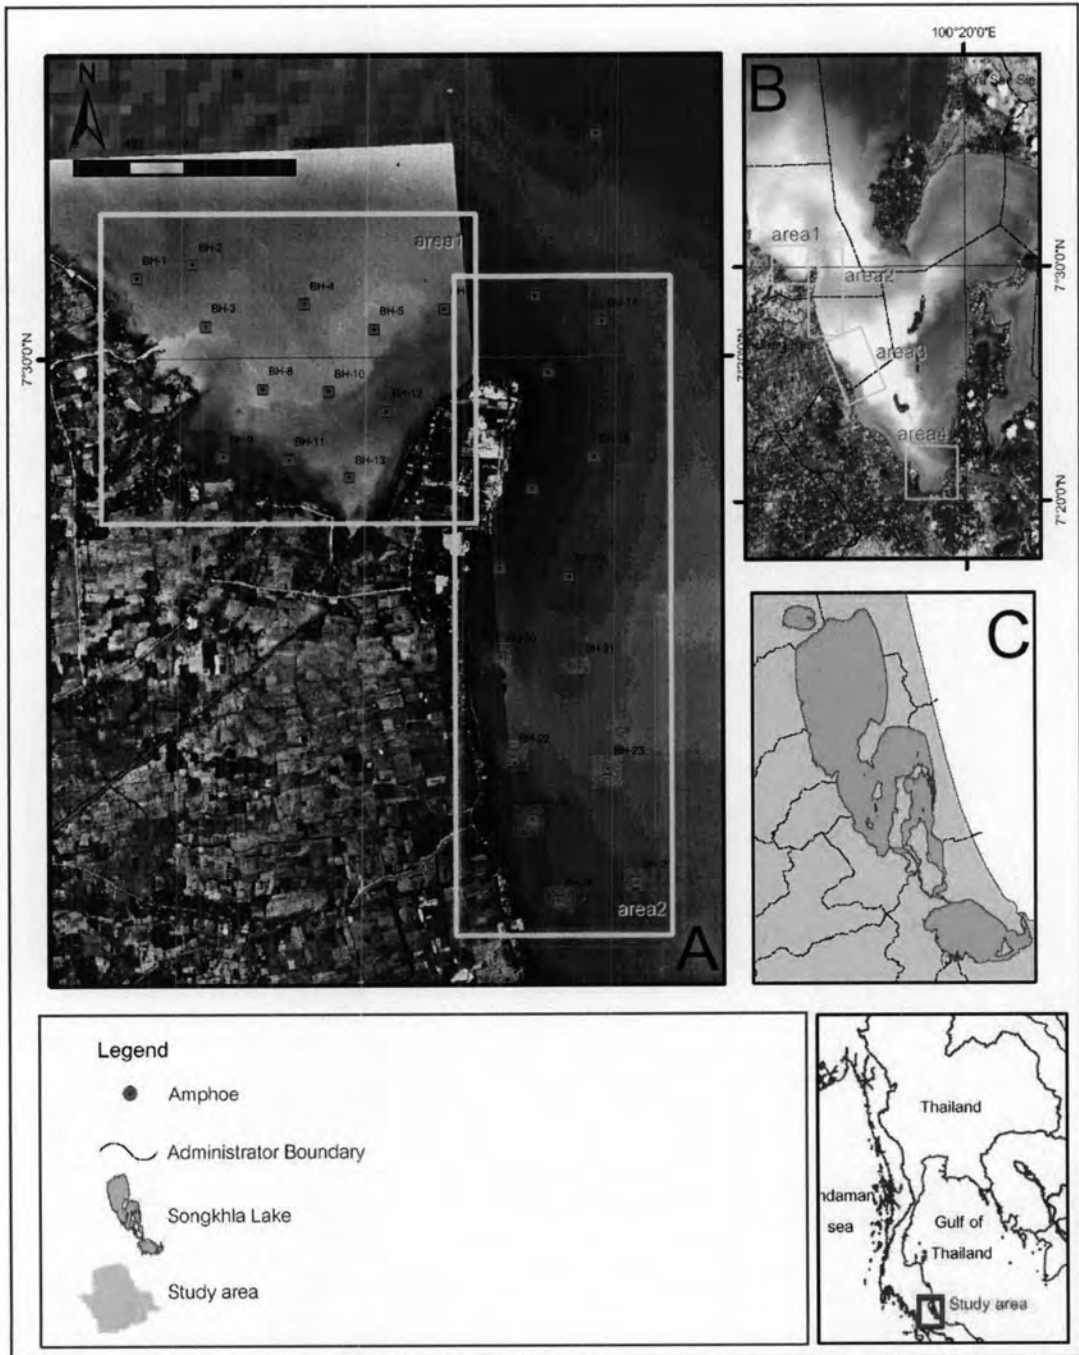 100°20'0"E
N
B
area1
BH-2
BH-1
BH-4
BH-3
BH-5
BH-14
area1
area2
7°30'0"N
7°30'0"N
BH-8
BH-10
BH-12
area3
BH-11
BH-13
area4
7°20'0"N
BH-21
C
BH-22
BH-23
area2
A
Legend
Amphoe
Administrator Boundary
Songkhla Lake
Study area
Thailand
ndaman
sea
Gulf of
Thailand
Study area